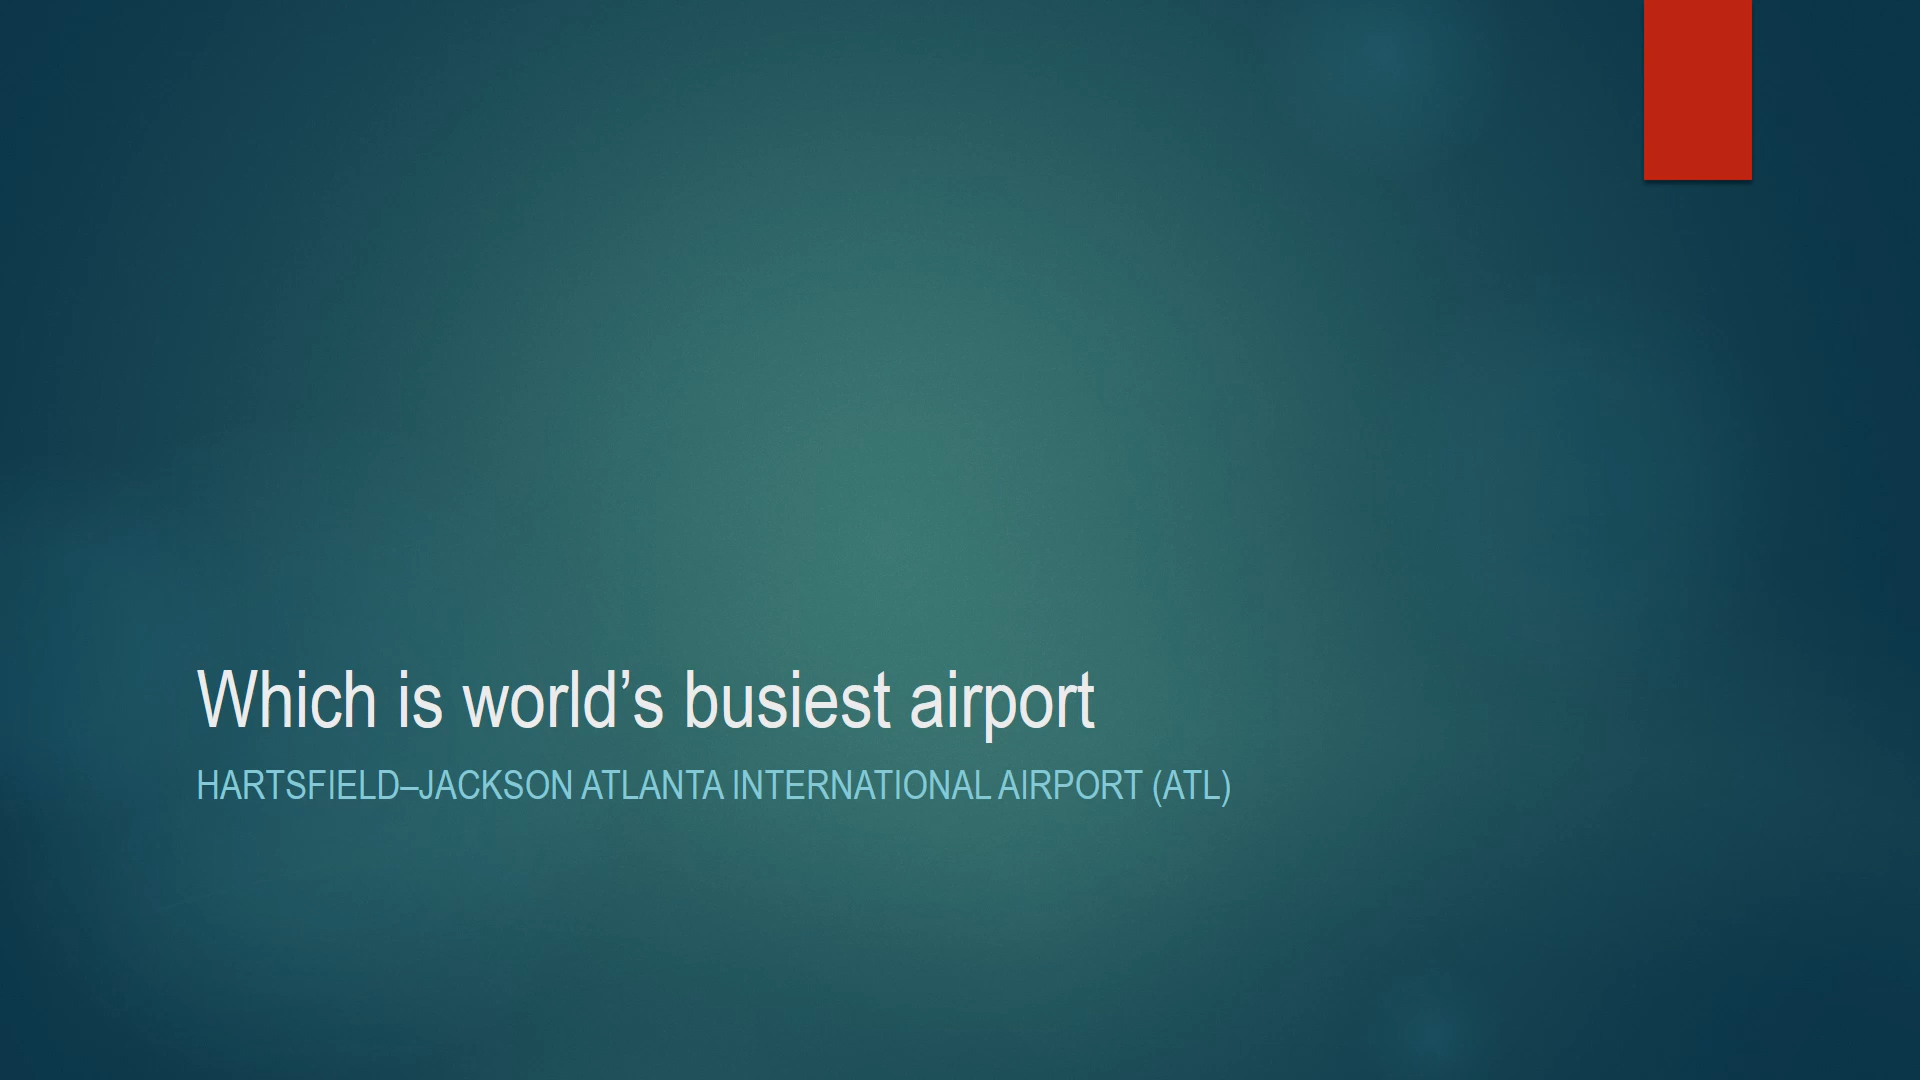 Which is world’s busiest airport
HARTSFIELD–JACKSON ATLANTA INTERNATIONAL AIRPORT (ATL)